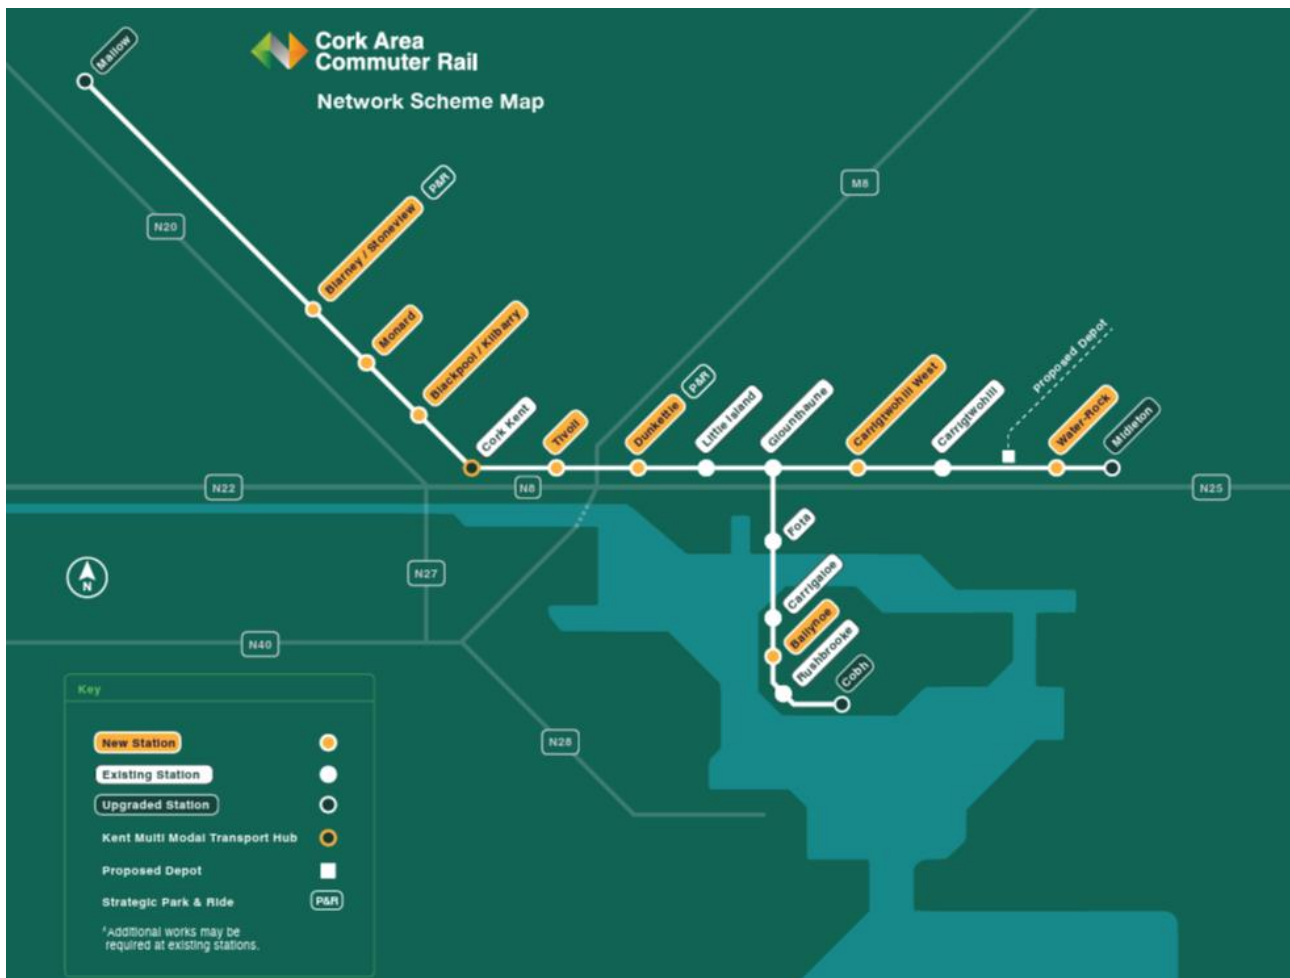 Cork Area
Commuter Rail
Network Scheme Map
Mallow
N20
M8
P&R
Blarney / Stoneview
Monard
Blackpool / Kilbarry
Cork Kent
Tivoli
Dunkettle
P&R
Little Island
Glounthaune
Carrigtwohill West
Carrigtwohill
Proposed Depot
Water-Rock
Midleton
N22
N8
N25
Fota
Carrigaloe
Ballynoe
Rushbrooke
Cobh
N
N27
N40
N28
Key
New Station
Existing Station
Upgraded Station
Kent Multi Modal Transport Hub
Proposed Depot
Strategic Park & Ride
P&R
*Additional works may be
required at existing stations.